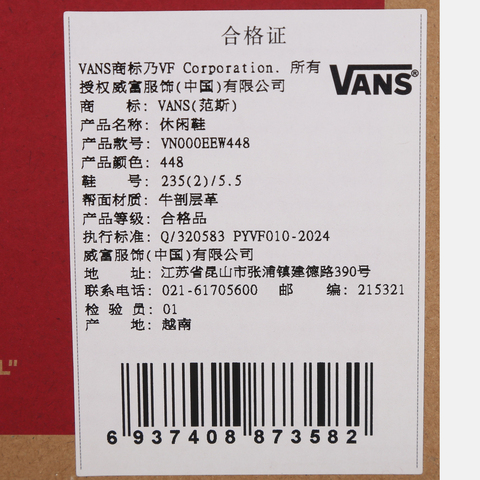 合格证
VANS商标乃VF Corporation. 所有
授权威富服饰(中国)有限公司
VANS®
商 标: VANS(范斯)
产品名称: 休闲鞋
产品款号: VN000EEW448
产品颜色: 448
鞋 号: 235(2)/5.5
帮面材质: 牛剖层革
产品等级: 合格品
执行标准: Q/320583 PYVF010-2024
威富服饰(中国)有限公司
地 址: 江苏省昆山市张浦镇建德路390号
联系电话: 021-61705600 邮 编: 215321
检 验 员: 01
产 地: 越南
6 937408 873582
L"